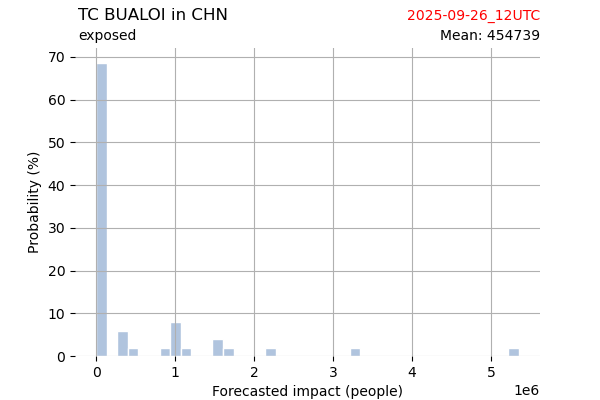 TC BUALOI in CHN
2025-09-26_12UTC
exposed
Mean: 454739
70
60
50
40
30
20
10
0
Probability (%)
0 1 2 3 4 5
1e6
Forecasted impact (people)